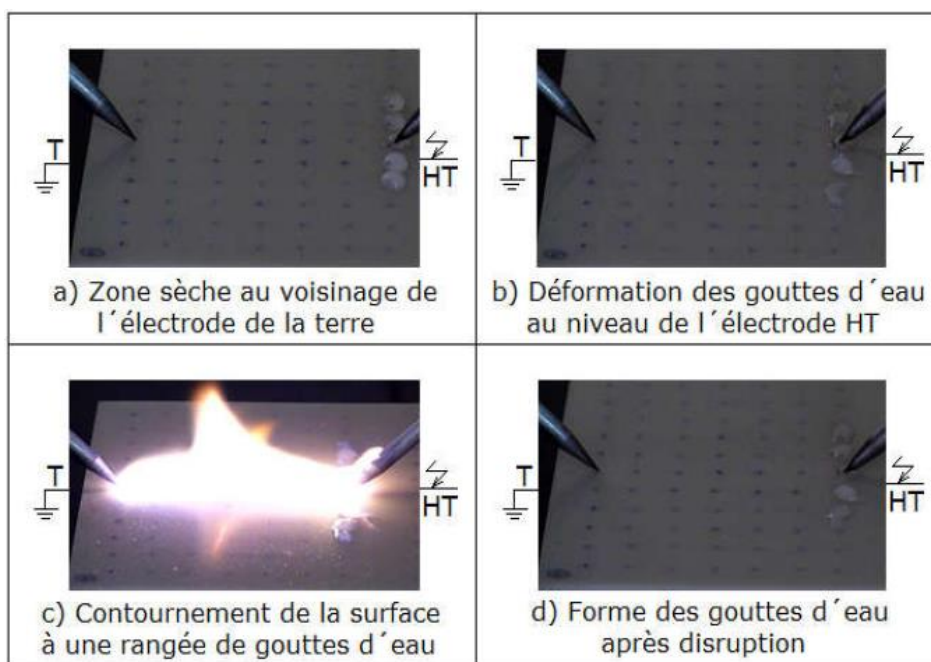 T
HT
a) Zone sèche au voisinage de
l´électrode de la terre
T
HT
b) Déformation des gouttes d´eau
au niveau de l´électrode HT
T
HT
c) Contournement de la surface
à une rangée de gouttes d´eau
T
HT
d) Forme des gouttes d´eau
après disruption